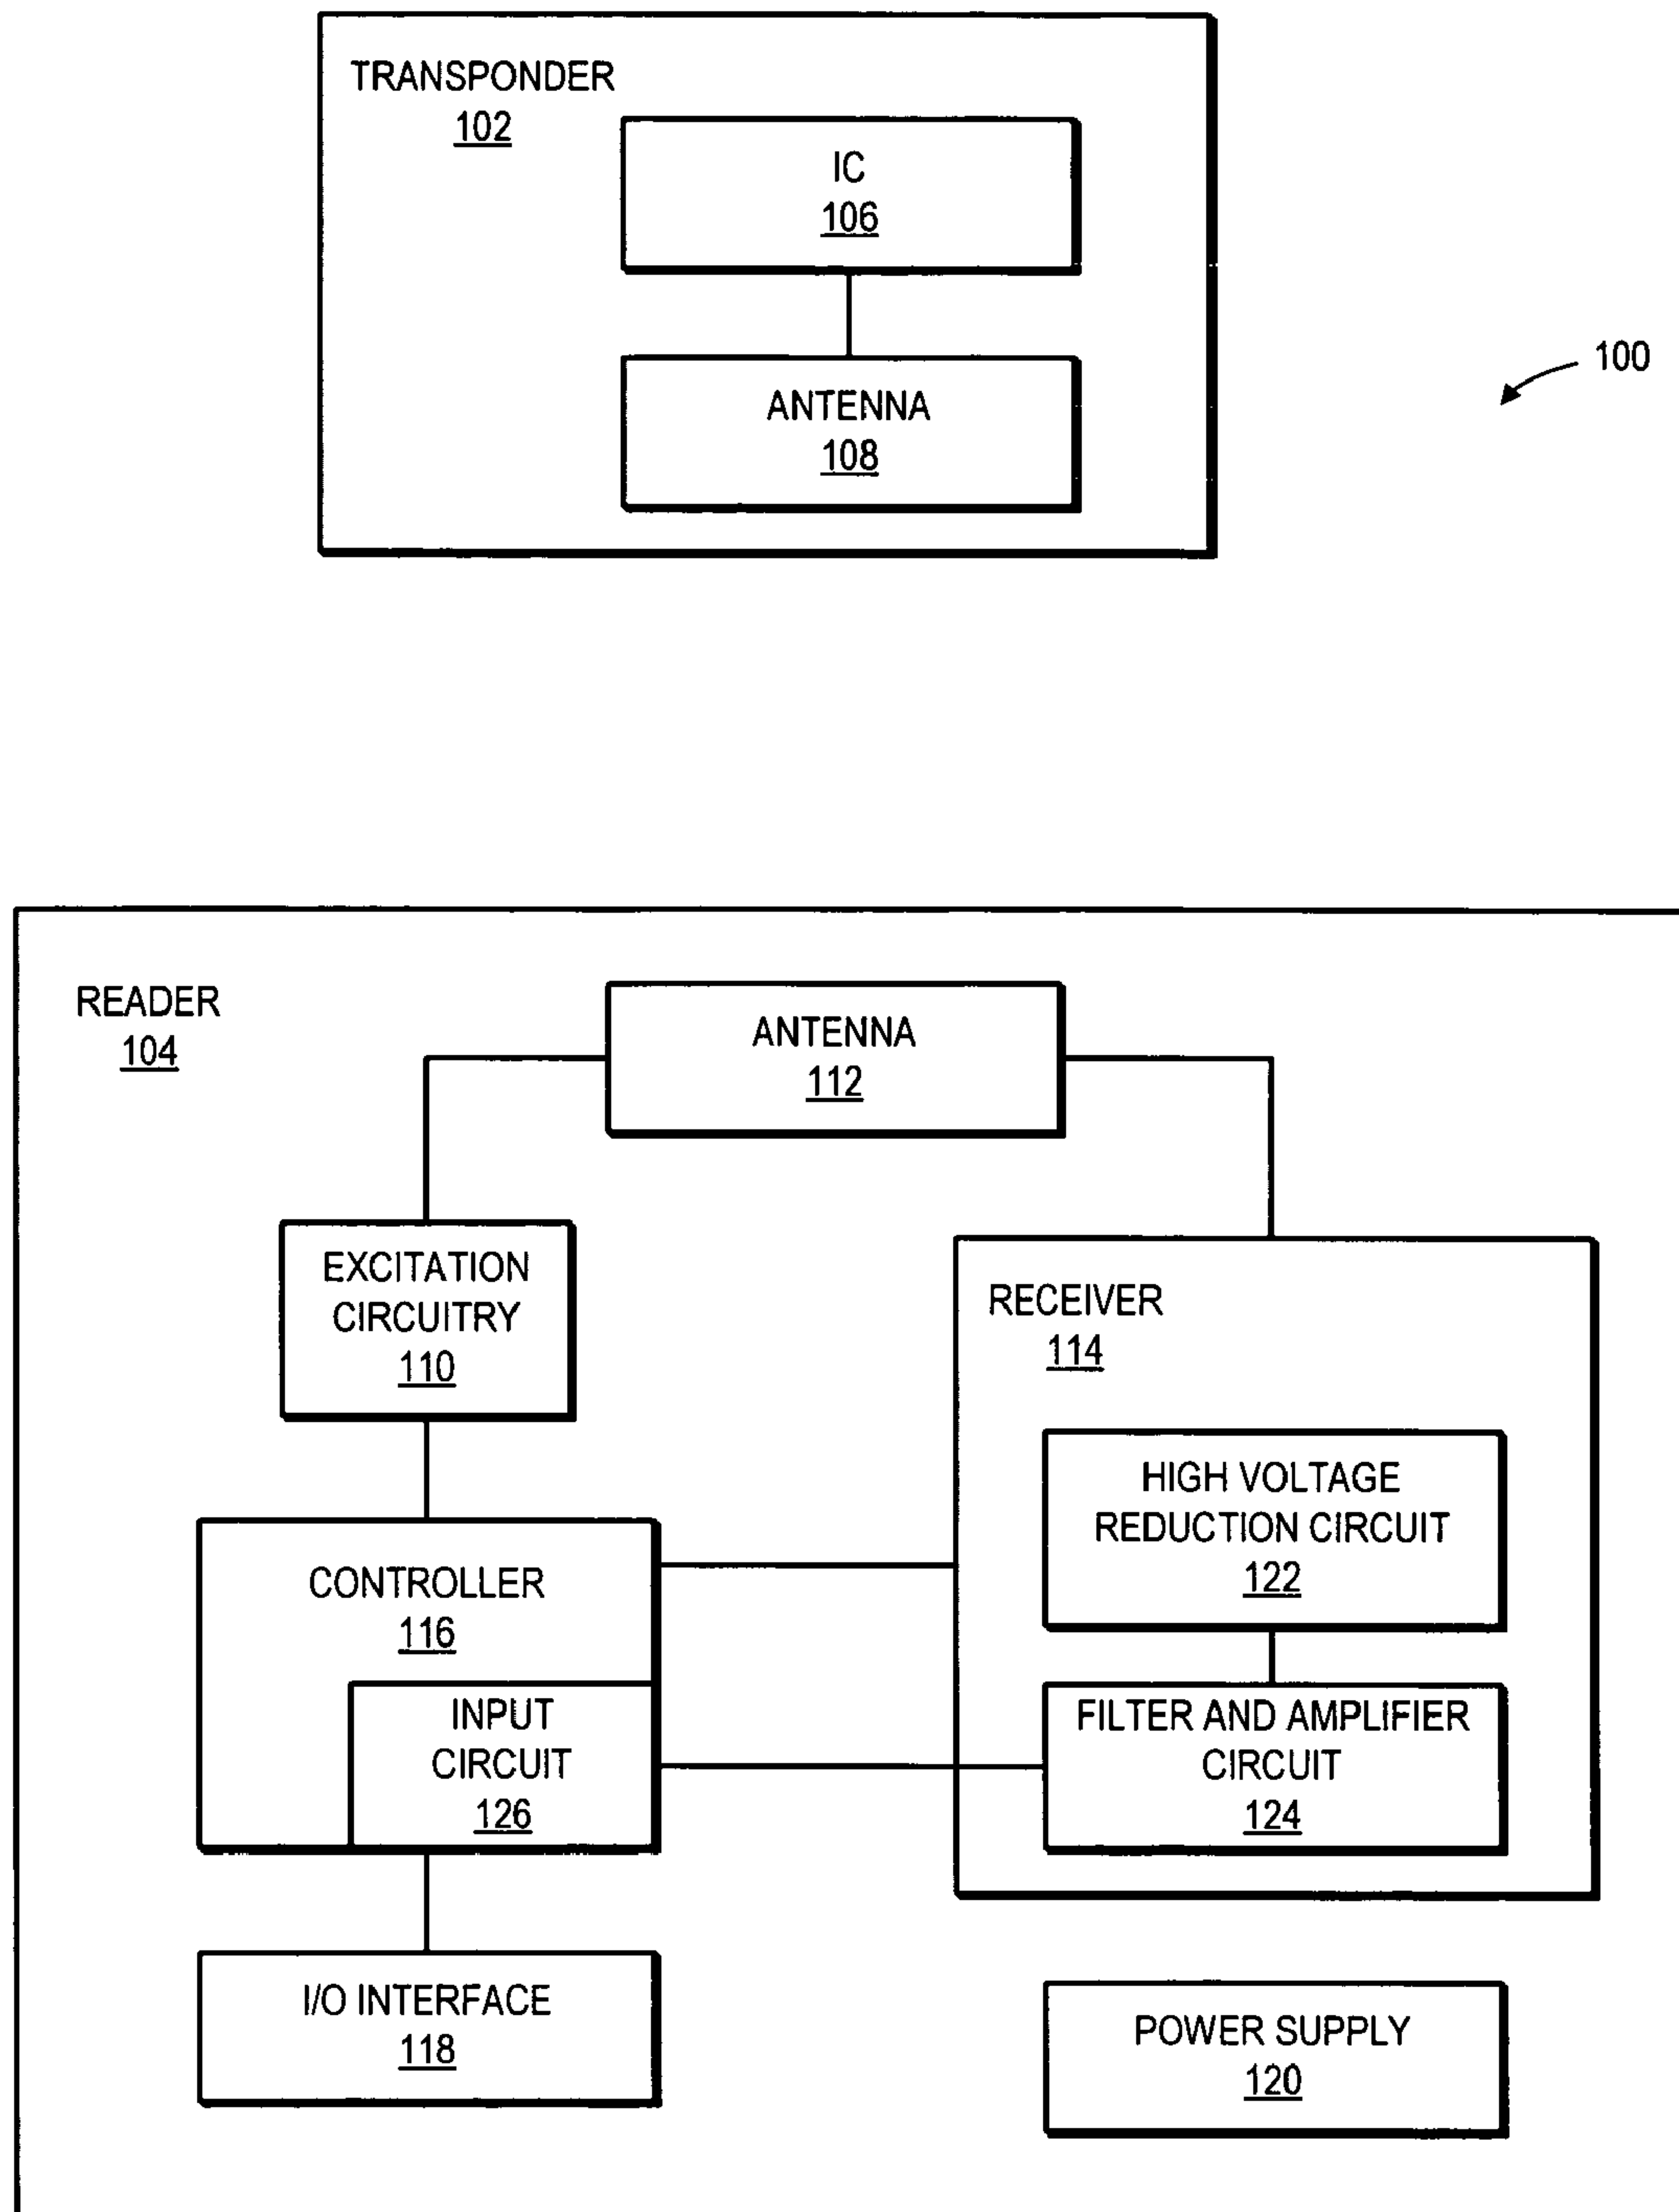 TRANSPONDER
102
IC
106
ANTENNA
108
100
READER
104
ANTENNA
112
EXCITATION
CIRCUITRY
110
RECEIVER
114
HIGH VOLTAGE
REDUCTION CIRCUIT
122
CONTROLLER
116
INPUT
CIRCUIT
126
FILTER AND AMPLIFIER
CIRCUIT
124
I/O INTERFACE
118
POWER SUPPLY
120